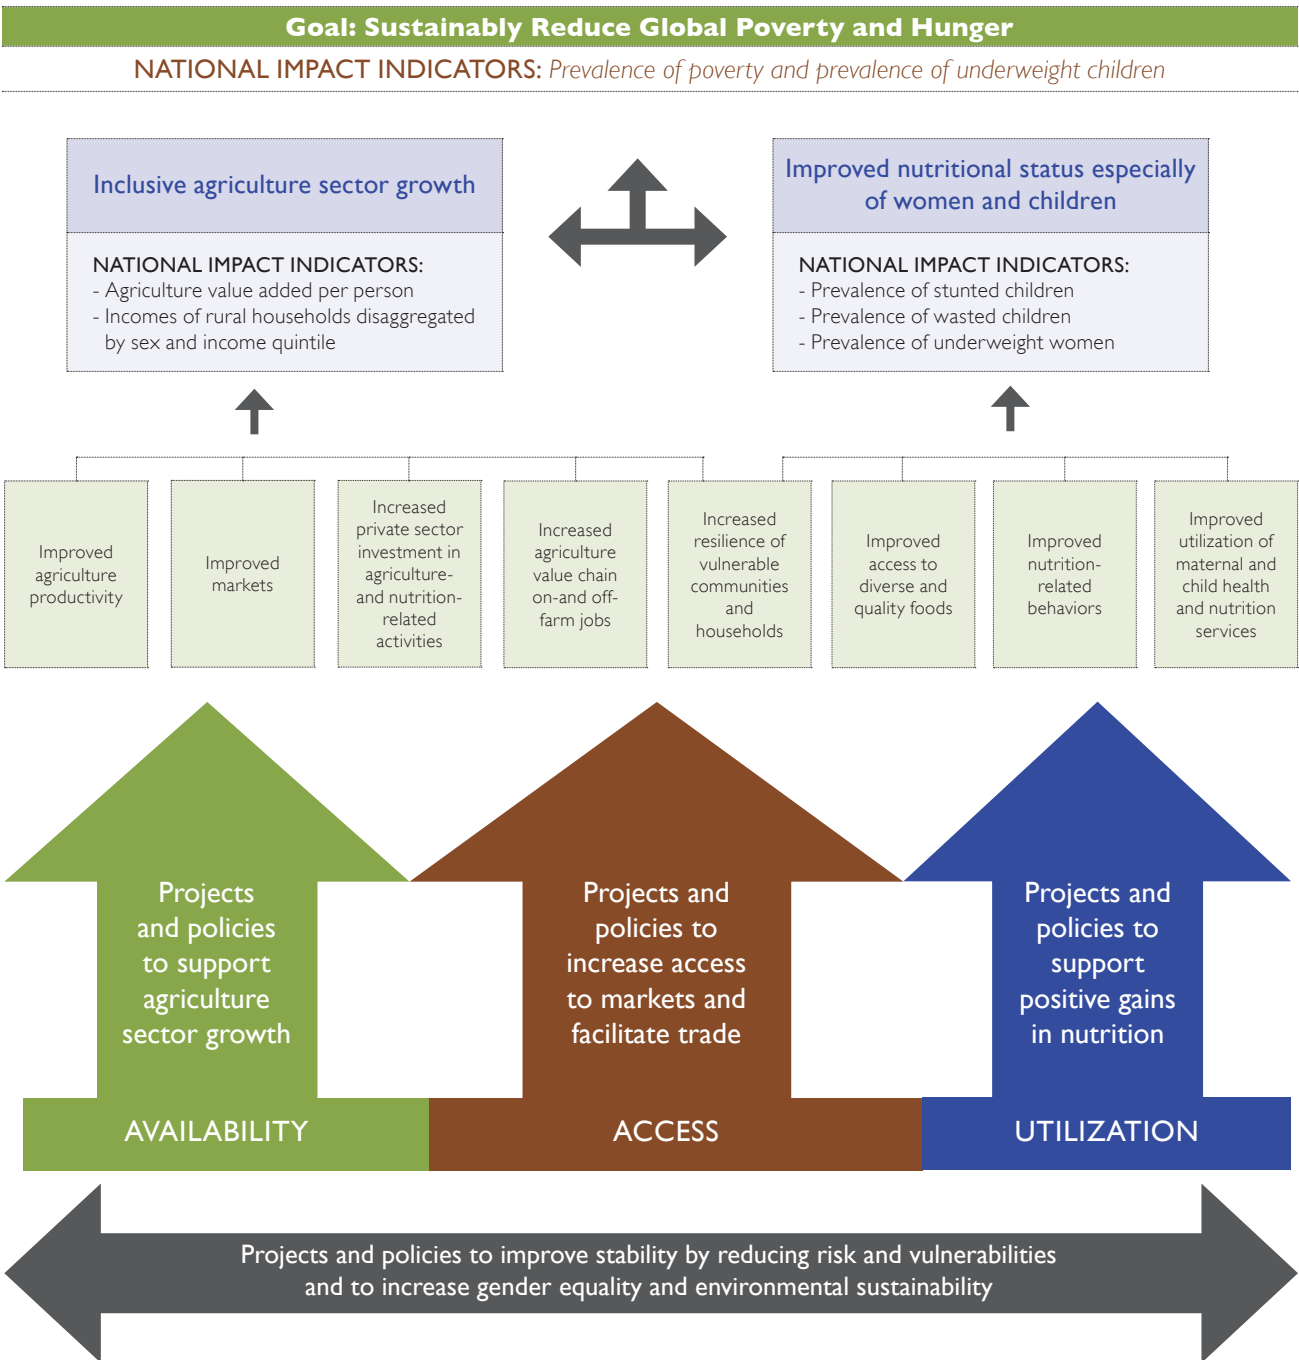 Goal: Sustainably Reduce Global Poverty and Hunger
NATIONAL IMPACT INDICATORS: Prevalence of poverty and prevalence of underweight children
Inclusive agriculture sector growth
NATIONAL IMPACT INDICATORS:
- Agriculture value added per person
- Incomes of rural households disaggregated
by sex and income quintile
Improved nutritional status especially
of women and children
NATIONAL IMPACT INDICATORS:
- Prevalence of stunted children
- Prevalence of wasted children
- Prevalence of underweight women
Improved
agriculture
productivity
Improved
markets
Increased
private sector
investment in
agriculture-
and nutrition-
related
activities
Increased
agriculture
value chain
on-and off-
farm jobs
Increased
resilience of
vulnerable
communities
and
households
Improved
access to
diverse and
quality foods
Improved
nutrition-
related
behaviors
Improved
utilization of
maternal and
child health
and nutrition
services
Projects
and policies
to support
agriculture
sector growth
AVAILABILITY
Projects and
policies to
increase access
to markets and
facilitate trade
ACCESS
Projects and
policies to
support
positive gains
in nutrition
UTILIZATION
Projects and policies to improve stability by reducing risk and vulnerabilities
and to increase gender equality and environmental sustainability